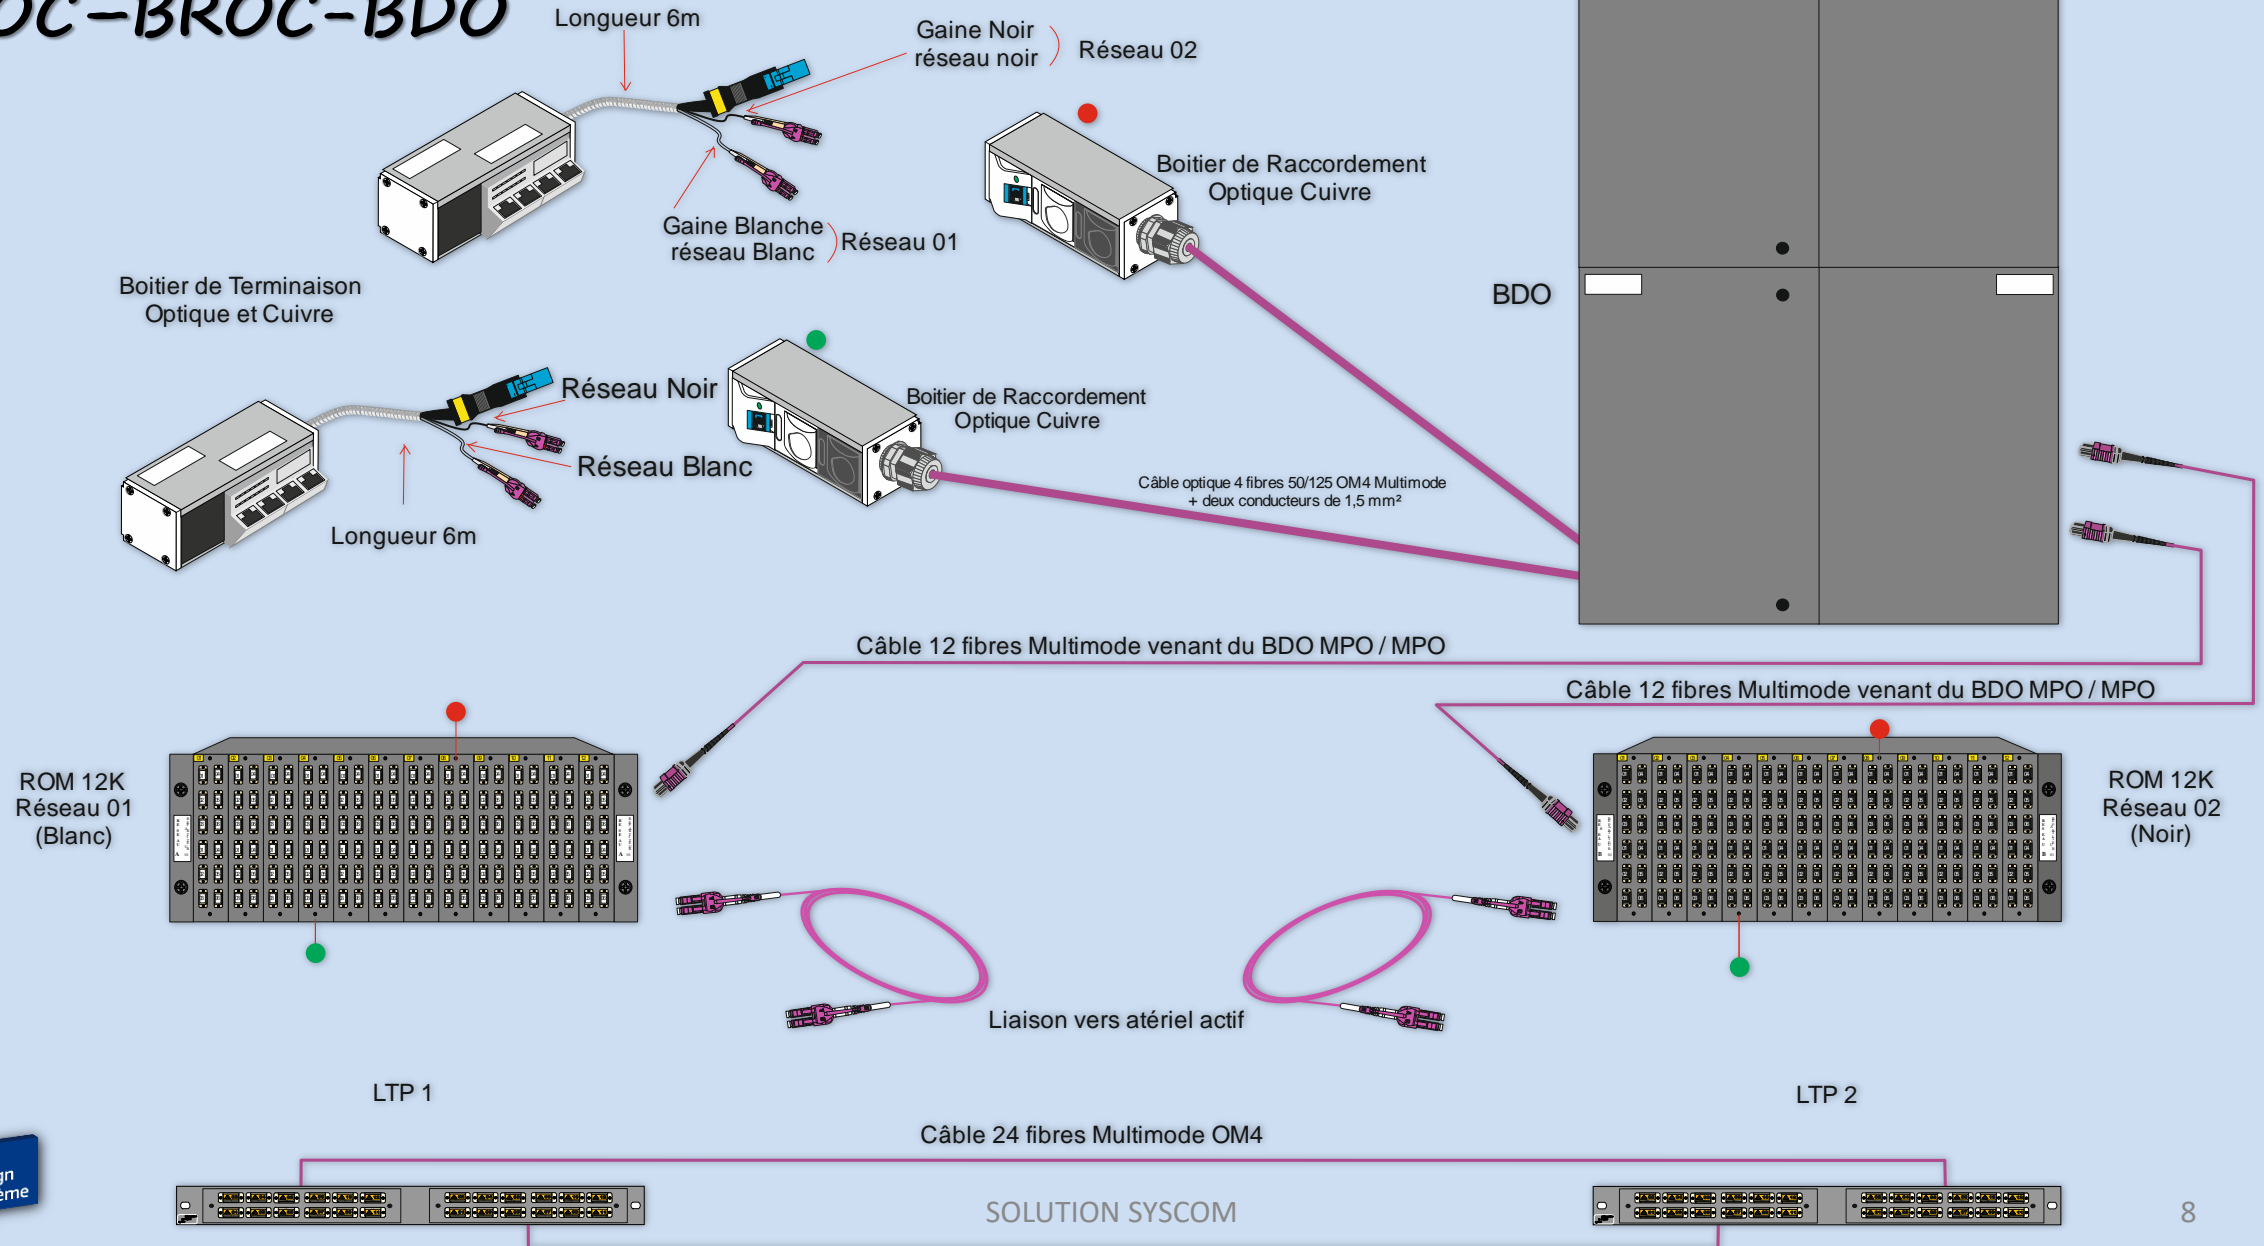 OC-BROC-BDO
Longueur 6m
Gaine Noir
réseau noir
Réseau 02
Boitier de Raccordement
Optique Cuivre
Gaine Blanche
réseau Blanc
Réseau 01
Boitier de Terminaison
Optique et Cuivre
BDO
Réseau Noir
Boitier de Raccordement
Optique Cuivre
Réseau Blanc
Câble optique 4 fibres 50/125 OM4 Multimode
+ deux conducteurs de 1,5 mm²
Longueur 6m
Câble 12 fibres Multimode venant du BDO MPO / MPO
Câble 12 fibres Multimode venant du BDO MPO / MPO
ROM 12K
Réseau 01
(Blanc)
ROM 12K
Réseau 02
(Noir)
Liaison vers atériel actif
LTP 1
LTP 2
Câble 24 fibres Multimode OM4
gn
ème
SOLUTION SYSCOM
8